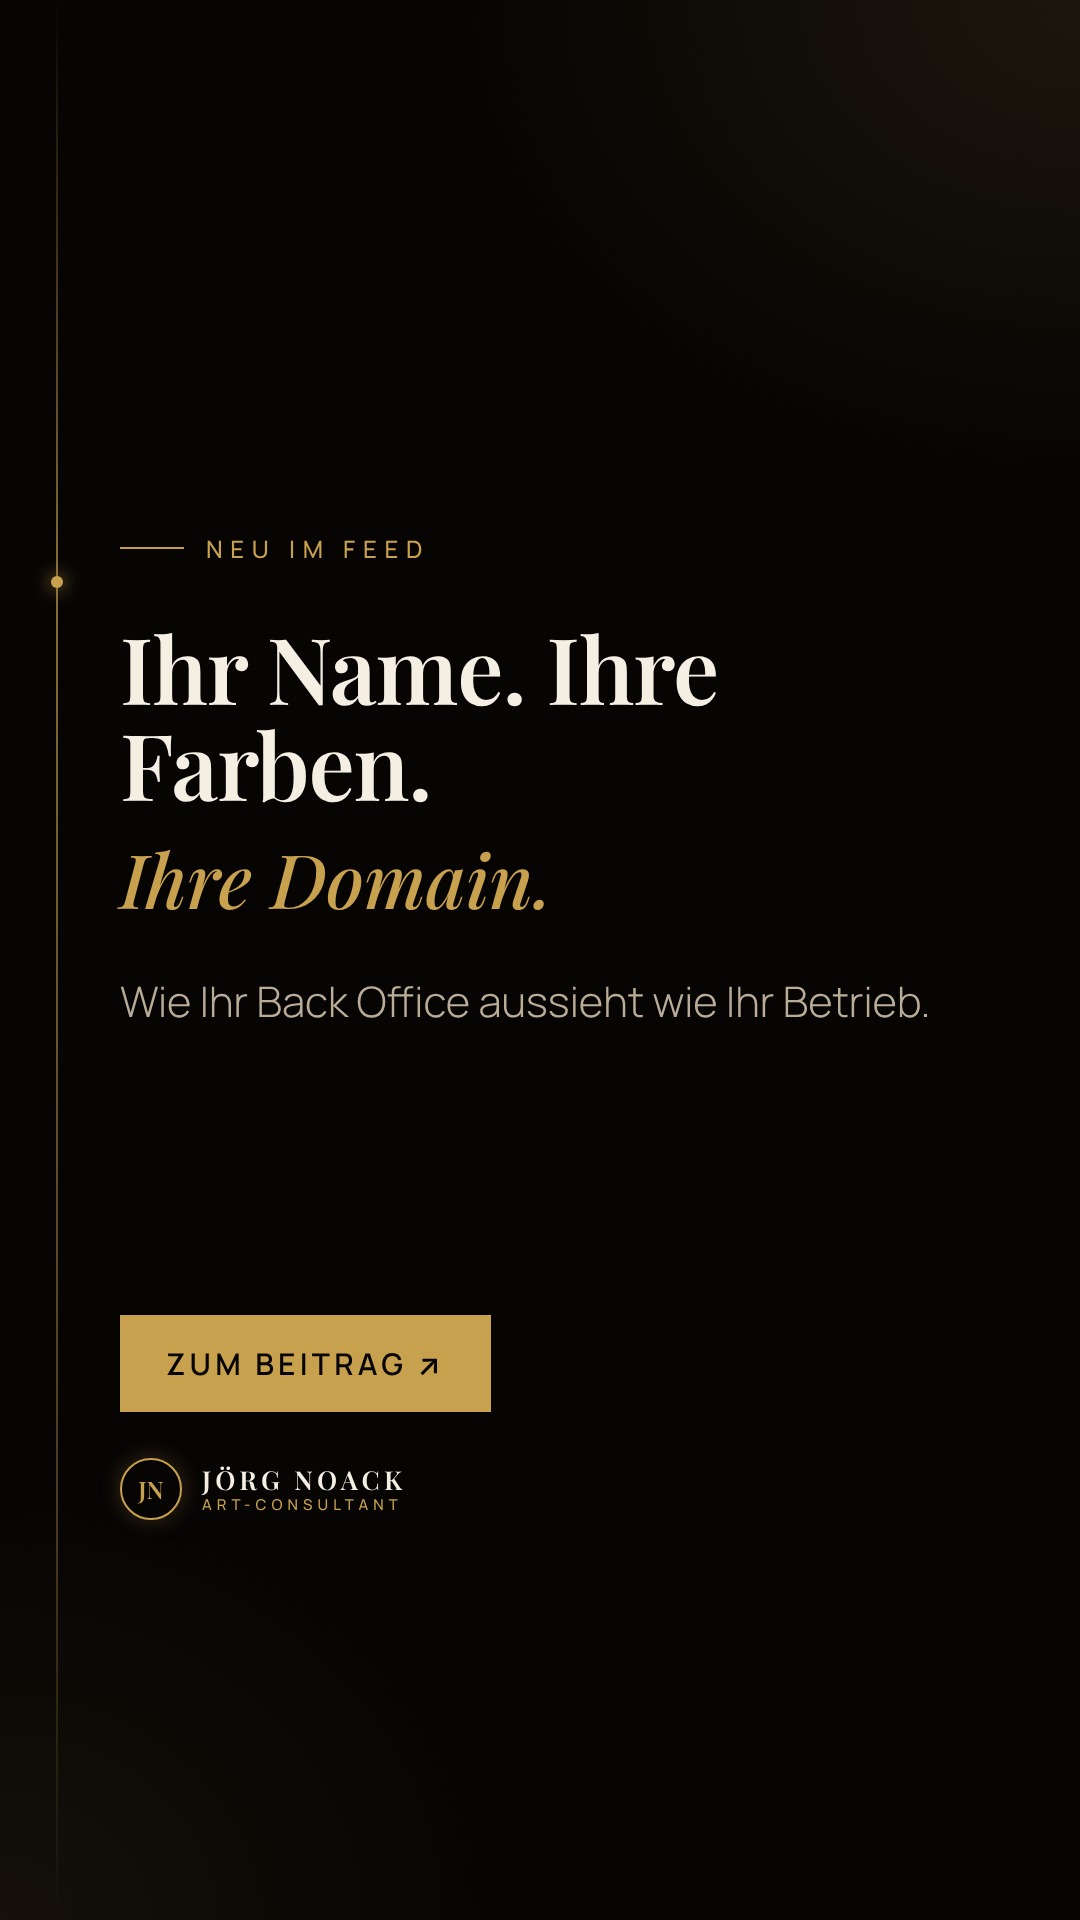 NEU IM FEED
Ihr Name. Ihre
Farben.
Ihre Domain.
Wie Ihr Back Office aussieht wie Ihr Betrieb.
ZUM BEITRAG ↗
JN
JÖRG NOACK
ART-CONSULTANT